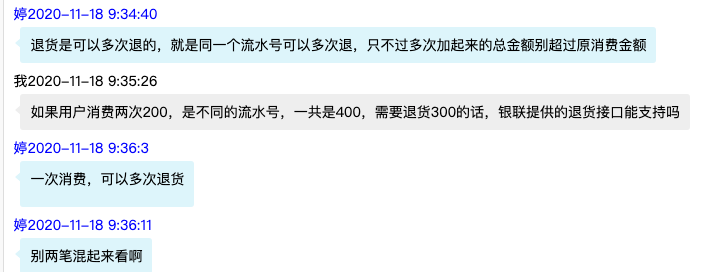 婷2020-11-18 9:34:40
退货是可以多次退的，就是同一个流水号可以多次退，只不过多次加起来的总金额别超过原消费金额
我2020-11-18 9:35:26
如果用户消费两次200，是不同的流水号，一共是400，需要退货300的话，银联提供的退货接口能支持吗
婷2020-11-18 9:36:3
一次消费，可以多次退货
婷2020-11-18 9:36:11
别两笔混起来看啊